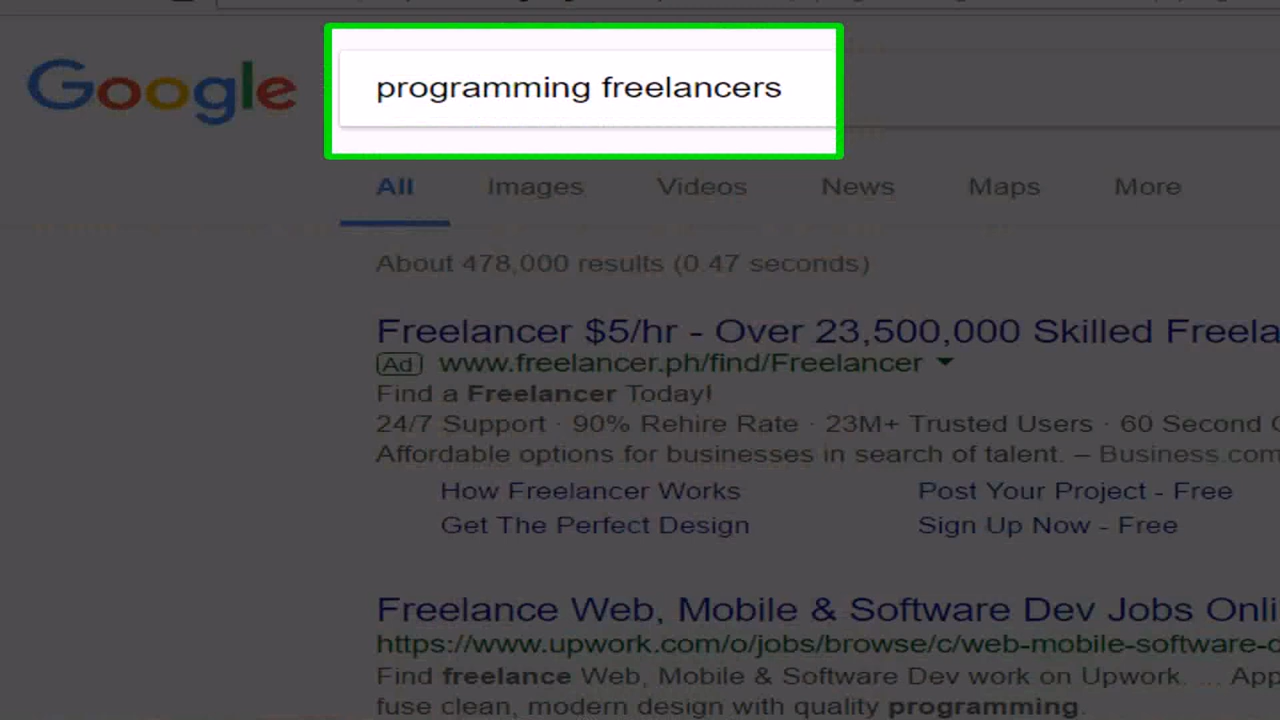 Google
programming freelancers
All Images Videos News Maps More
About 478,000 results (0.47 seconds)
Freelancer $5/hr - Over 23,500,000 Skilled Freela
Ad www.freelancer.ph/find/Freelancer
Find a Freelancer Today!
24/7 Support · 90% Rehire Rate · 23M+ Trusted Users · 60 Second
Affordable options for businesses in search of talent. – Business.com
How Freelancer Works Post Your Project - Free
Get The Perfect Design Sign Up Now - Free
Freelance Web, Mobile & Software Dev Jobs Onli
https://www.upwork.com/o/jobs/browse/c/web-mobile-software-
Find freelance Web, Mobile & Software Dev work on Upwork. ... App
fuse clean, modern design with quality programming.